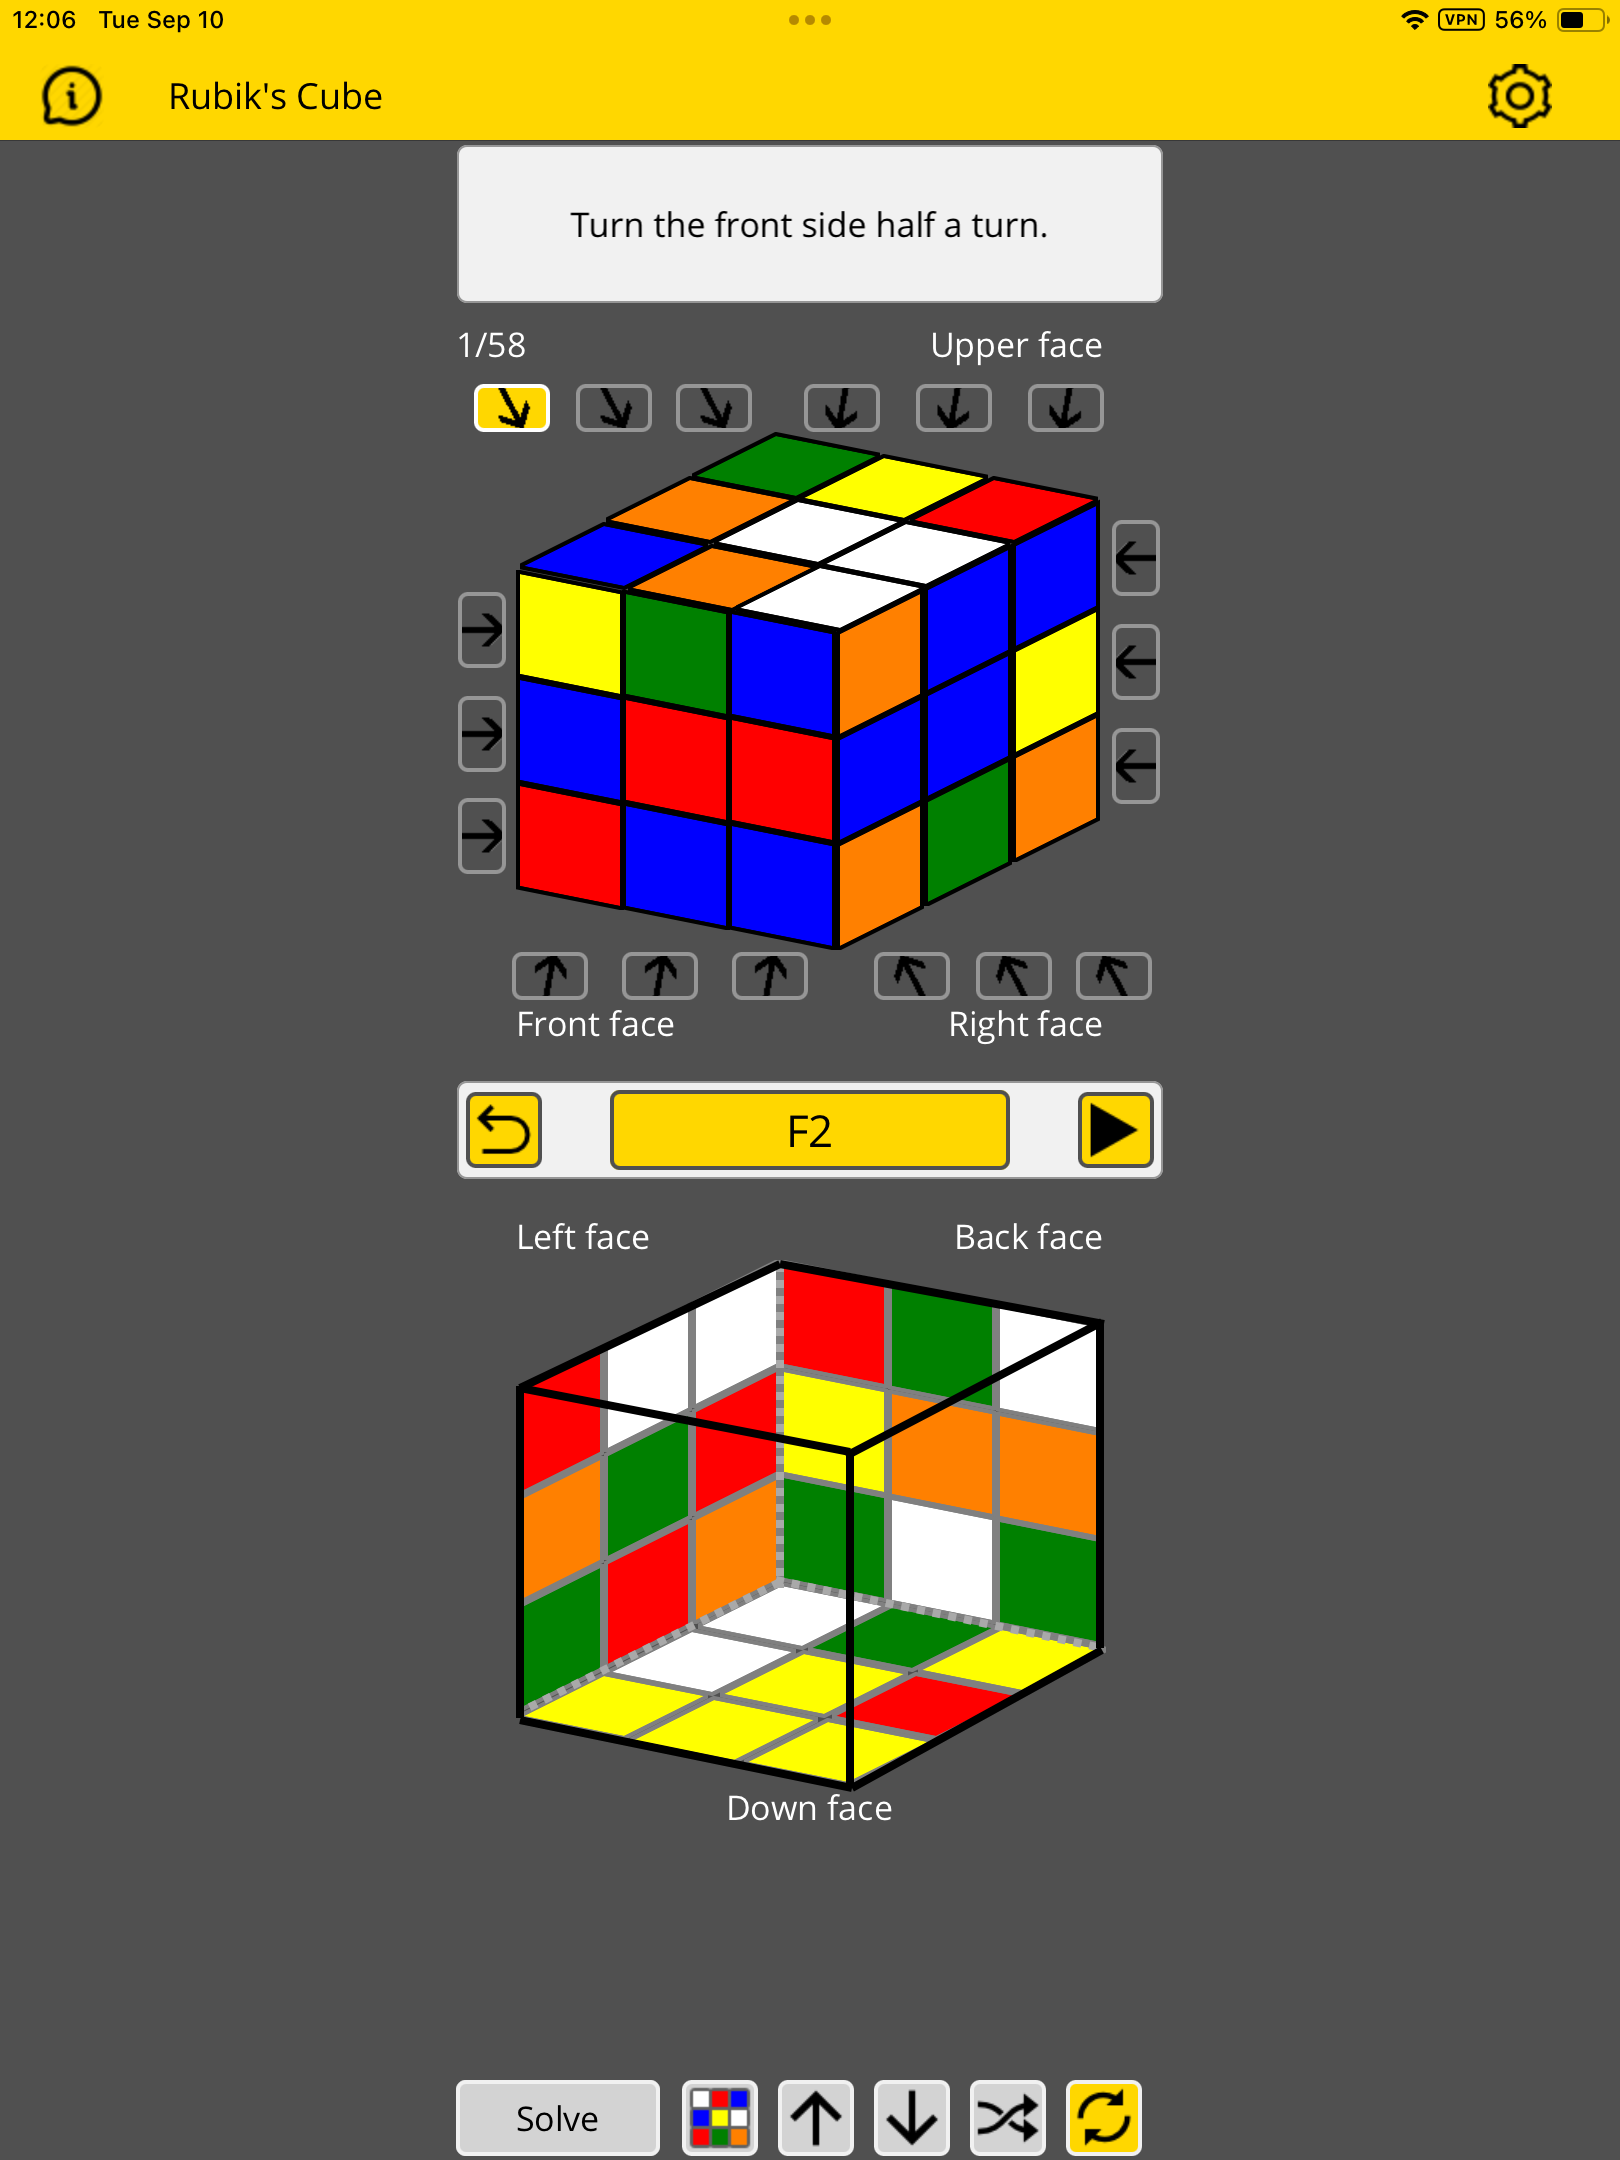 12:06 Tue Sep 10
VPN 56%
Rubik's Cube
Turn the front side half a turn.
1/58 Upper face
Front face Right face
F2
Left face Back face
Down face
Solve